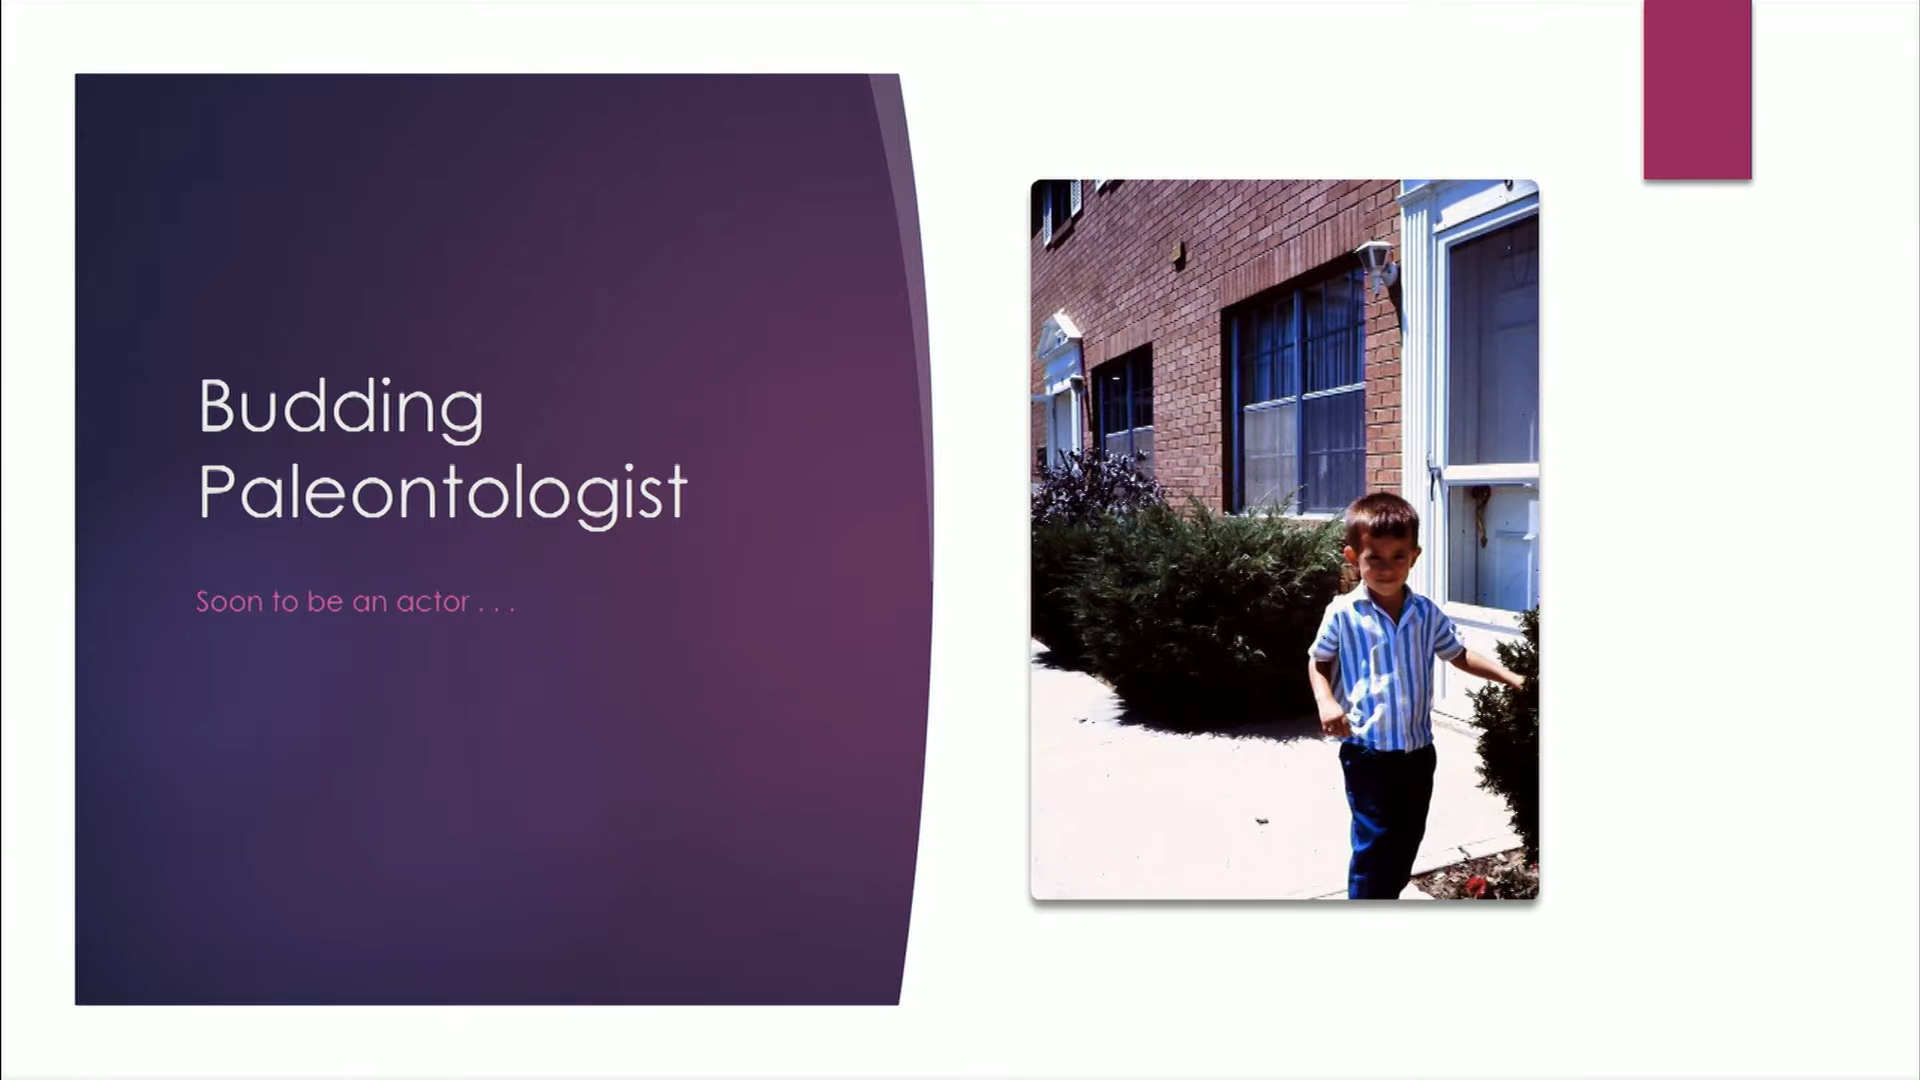 Budding
Paleontologist
Soon to be an actor . . .